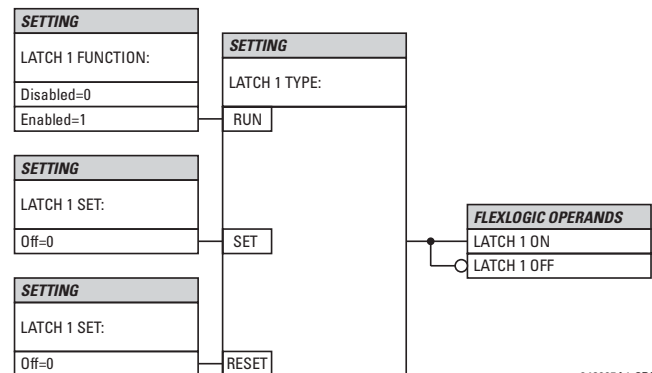 SETTING
LATCH 1 FUNCTION:
Disabled=0
Enabled=1
SETTING
LATCH 1 TYPE:
RUN
SETTING
LATCH 1 SET:
Off=0
SET
SETTING
LATCH 1 SET:
Off=0
RESET
FLEXLOGIC OPERANDS
LATCH 1 ON
LATCH 1 OFF